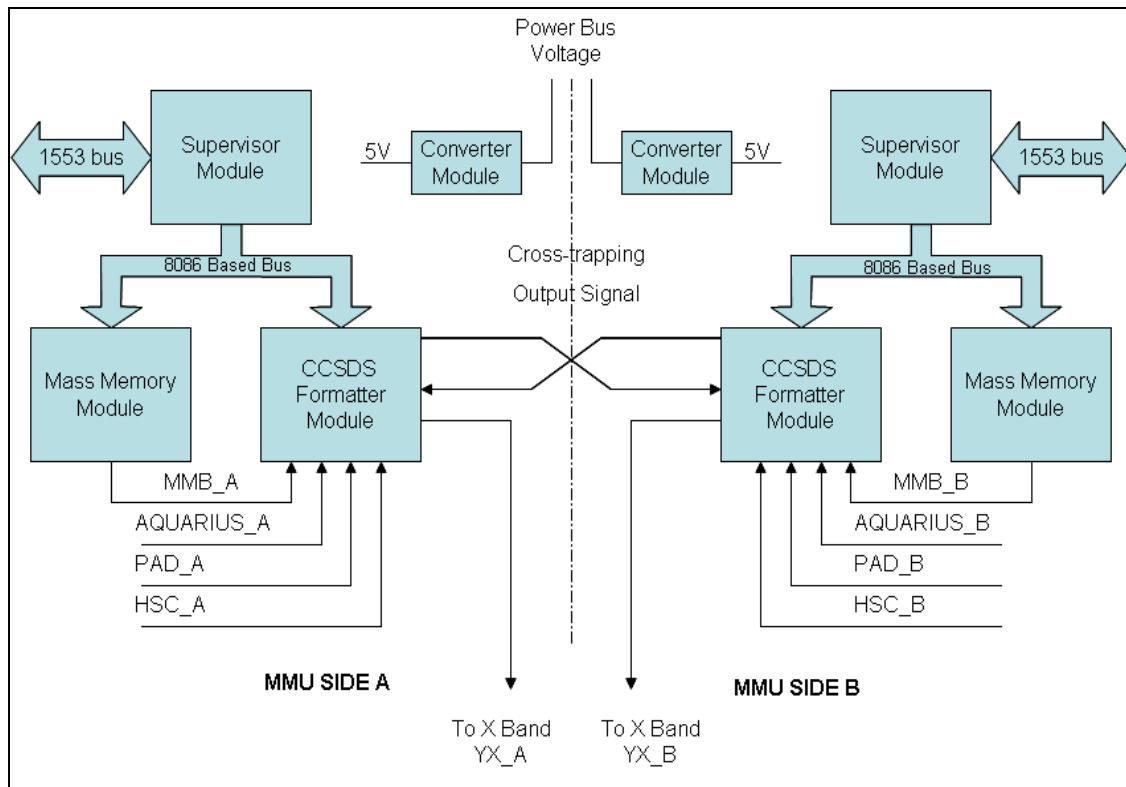 Power Bus
Voltage
1553 bus
Supervisor
Module
5V
Converter
Module
Converter
Module
5V
Supervisor
Module
1553 bus
8086 Based Bus
Cross-trapping
Output Signal
8086 Based Bus
Mass Memory
Module
CCSDS
Formatter
Module
CCSDS
Formatter
Module
Mass Memory
Module
MMB_A
AQUARIUS_A
PAD_A
HSC_A
MMB_B
AQUARIUS_B
PAD_B
HSC_B
MMU SIDE A
MMU SIDE B
To X Band
YX_A
To X Band
YX_B